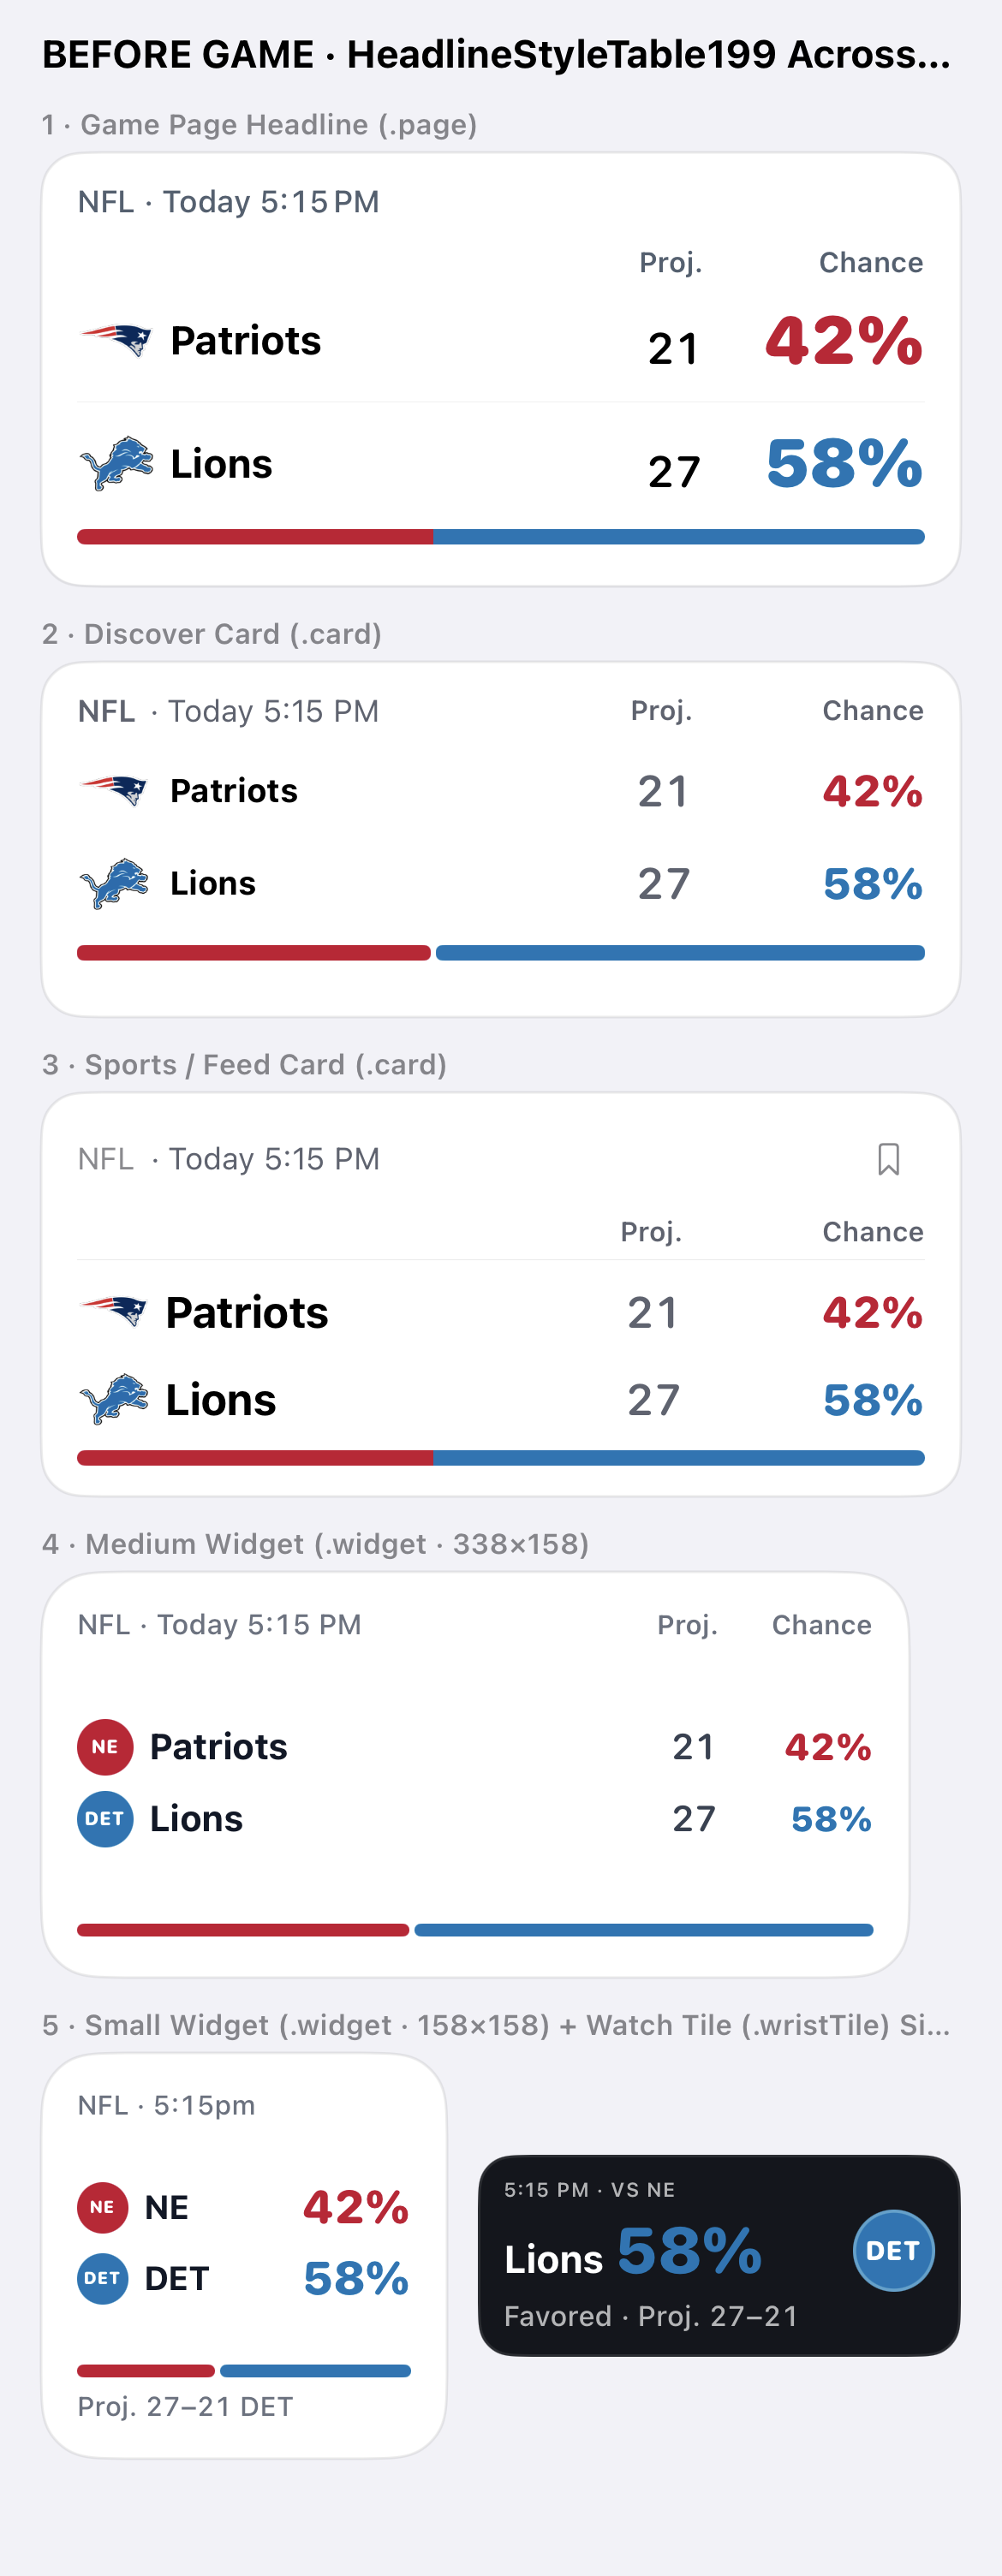 BEFORE GAME · HeadlineStyleTable199 Across...
1 · Game Page Headline (.page)
NFL · Today 5:15 PM
Proj. Chance
Patriots 21 42%
Lions 27 58%
2 · Discover Card (.card)
NFL · Today 5:15 PM Proj. Chance
Patriots 21 42%
Lions 27 58%
3 · Sports / Feed Card (.card)
NFL · Today 5:15 PM
Proj. Chance
Patriots 21 42%
Lions 27 58%
4 · Medium Widget (.widget · 338×158)
NFL · Today 5:15 PM Proj. Chance
NE Patriots 21 42%
DET Lions 27 58%
5 · Small Widget (.widget · 158×158) + Watch Tile (.wristTile) Si...
NFL · 5:15pm
NE NE 42%
DET DET 58%
Proj. 27–21 DET
5:15 PM · VS NE
Lions 58% DET
Favored · Proj. 27–21